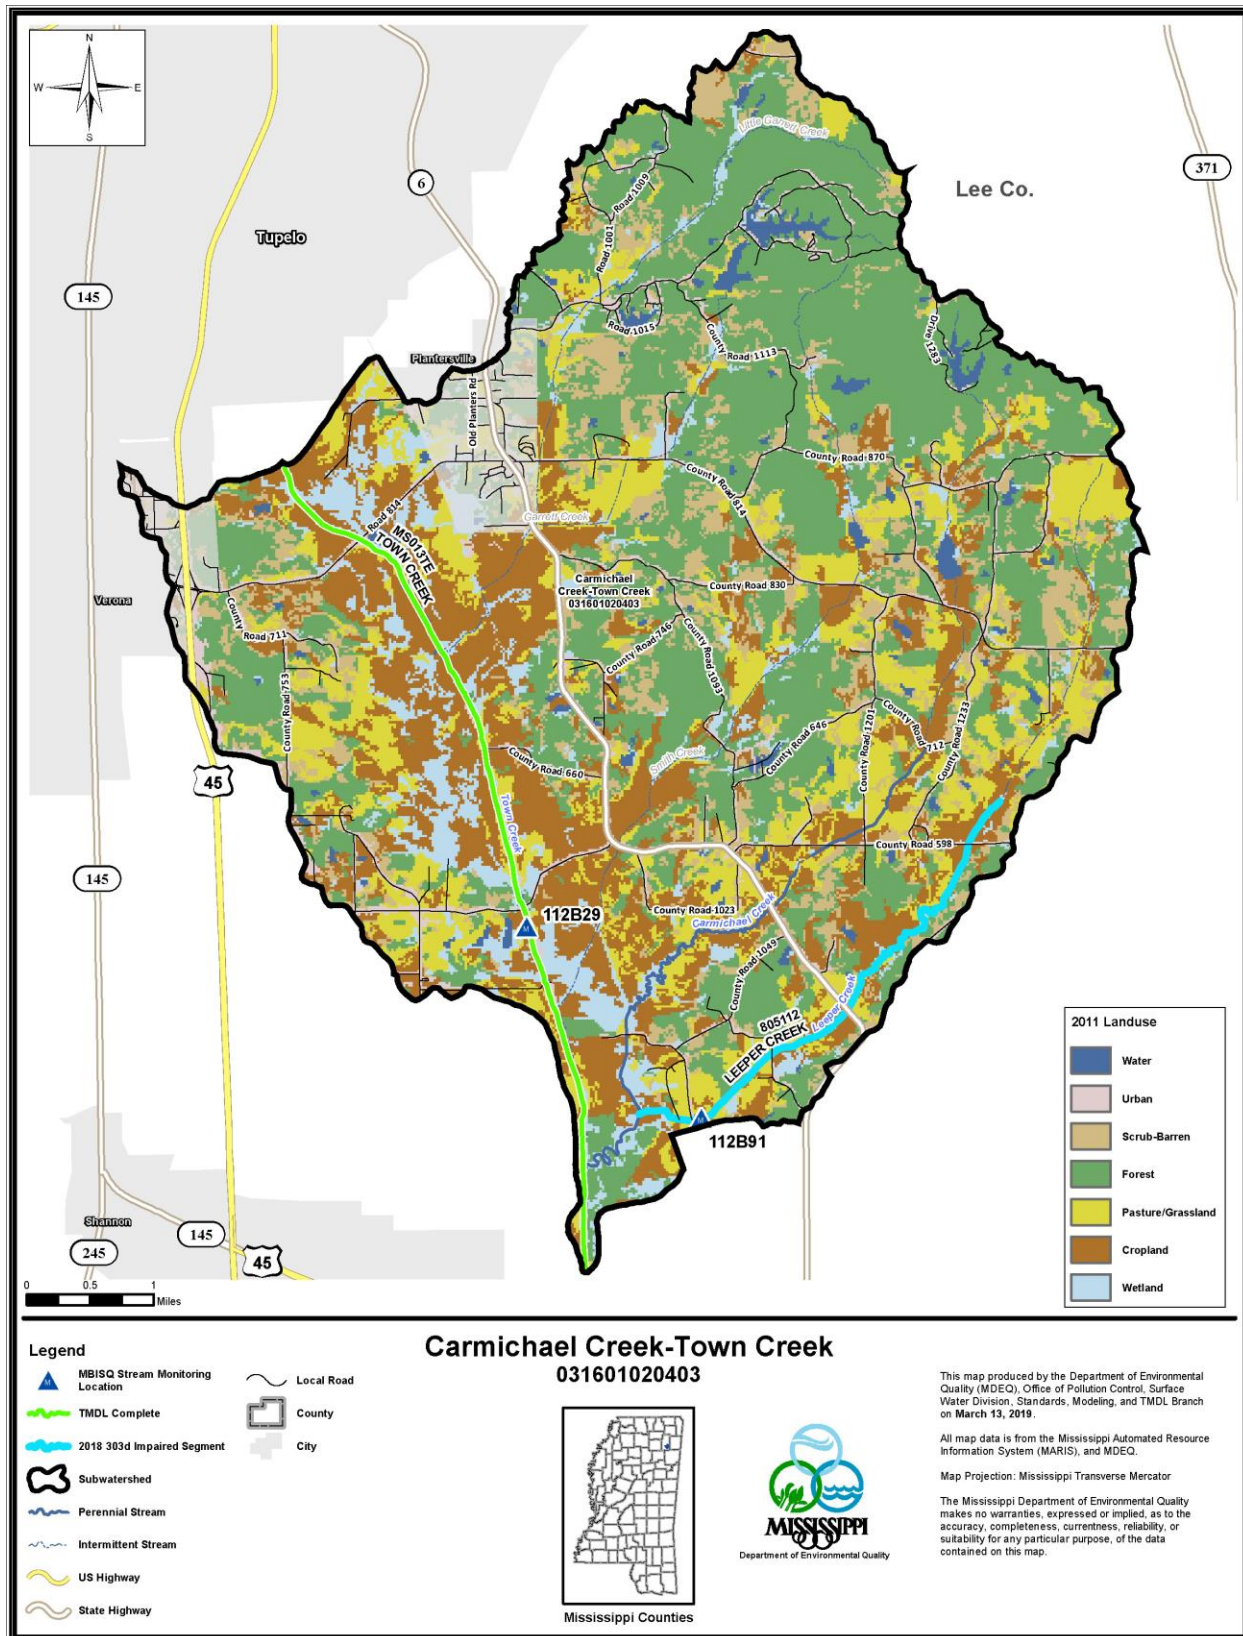 N
W
E
S
Little Garrett Creek
Lee Co.
371
6
Road 1009
Tupelo
Road 1001
145
Road 1015
County Road 1113
Drive 1283
Plantersville
Old Planters Rd
County Road 870
Road 814
County Road 814
Garrett Creek
MS013TE
TOWN CREEK
Carmichael
Creek-Town Creek
031601020403
County Road 830
Verona
County Road 711
County Road 746
County Road 1093
County Road 753
County Road 646
County Road 1201
County Road 712
County Road 1233
Smith Creek
County Road 660
45
Town Creek
County Road 598
145
112B29
County Road 1023
Carmichael Creek
County Road 1049
805112
LEEPER CREEK
Leeper Creek
M
M
112B91
Shannon
245
145
45
0 0.5 1
Miles
2011 Landuse
Water
Urban
Scrub-Barren
Forest
Pasture/Grassland
Cropland
Wetland
Legend
M
MBISQ Stream Monitoring
Location
TMDL Complete
2018 303d Impaired Segment
Subwatershed
Perennial Stream
Intermittent Stream
US Highway
State Highway
Local Road
County
City
Carmichael Creek-Town Creek
031601020403
Mississippi Counties
MISSISSIPPI
Department of Environmental Quality
This map produced by the Department of Environmental
Quality (MDEQ), Office of Pollution Control, Surface
Water Division, Standards, Modeling, and TMDL Branch
on March 13, 2019.
All map data is from the Mississippi Automated Resource
Information System (MARIS), and MDEQ.
Map Projection: Mississippi Transverse Mercator
The Mississippi Department of Environmental Quality
makes no warranties, expressed or implied, as to the
accuracy, completeness, currentness, reliability, or
suitability for any particular purpose, of the data
contained on this map.